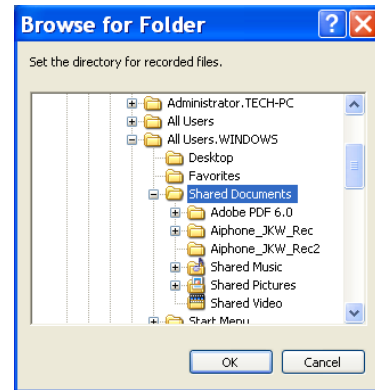 Browse for Folder
Set the directory for recorded files.
Administrator.TECH-PC
All Users
All Users.WINDOWS
Desktop
Favorites
Shared Documents
Adobe PDF 6.0
Aiphone_JKW_Rec
Aiphone_JKW_Rec2
Shared Music
Shared Pictures
Shared Video
Start Menu
OK Cancel